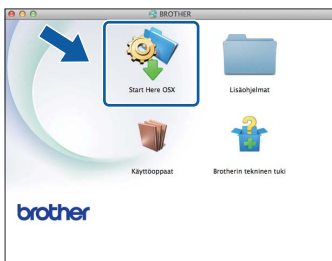 BROTHER
Start Here OSX
Lisäohjelmat
Käyttöoppaat
Brotherin tekninen tuki
brother